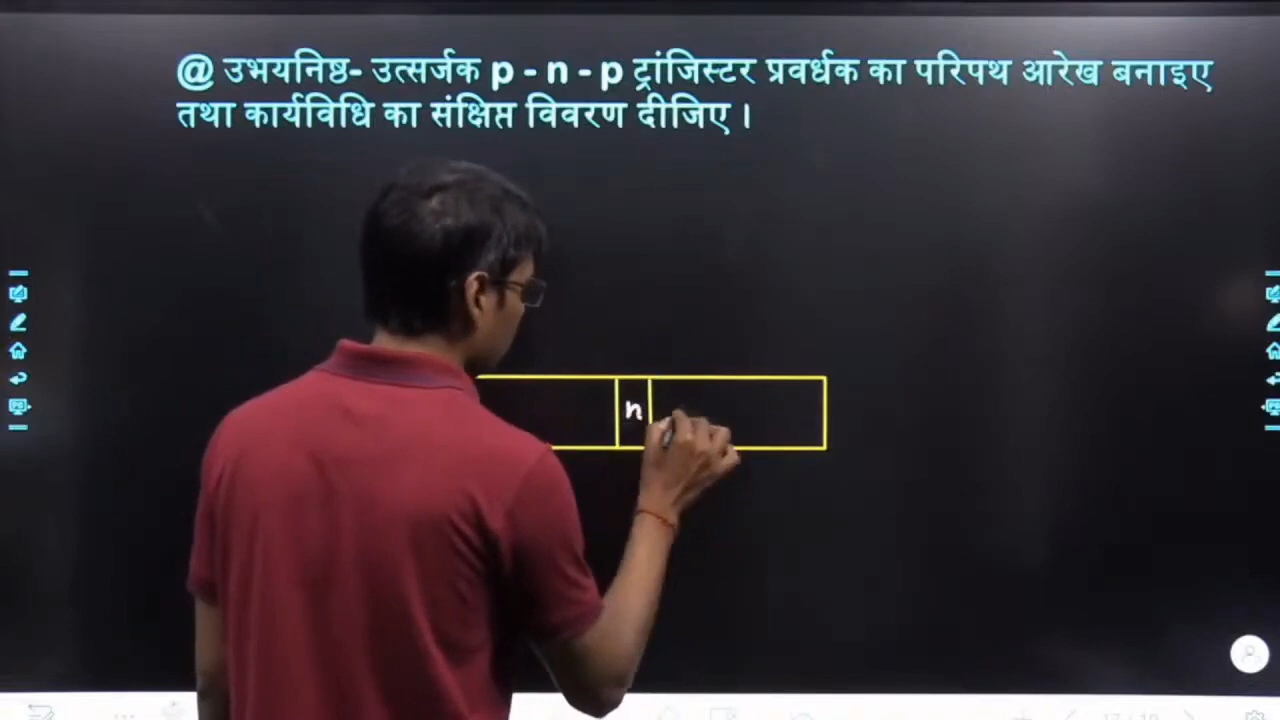 @ उभयनिष्ठ- उत्सर्जक p - n - p ट्रांजिस्टर प्रवर्धक का परिपथ आरेख बनाइए
तथा कार्यविधि का संक्षिप्त विवरण दीजिए ।
n